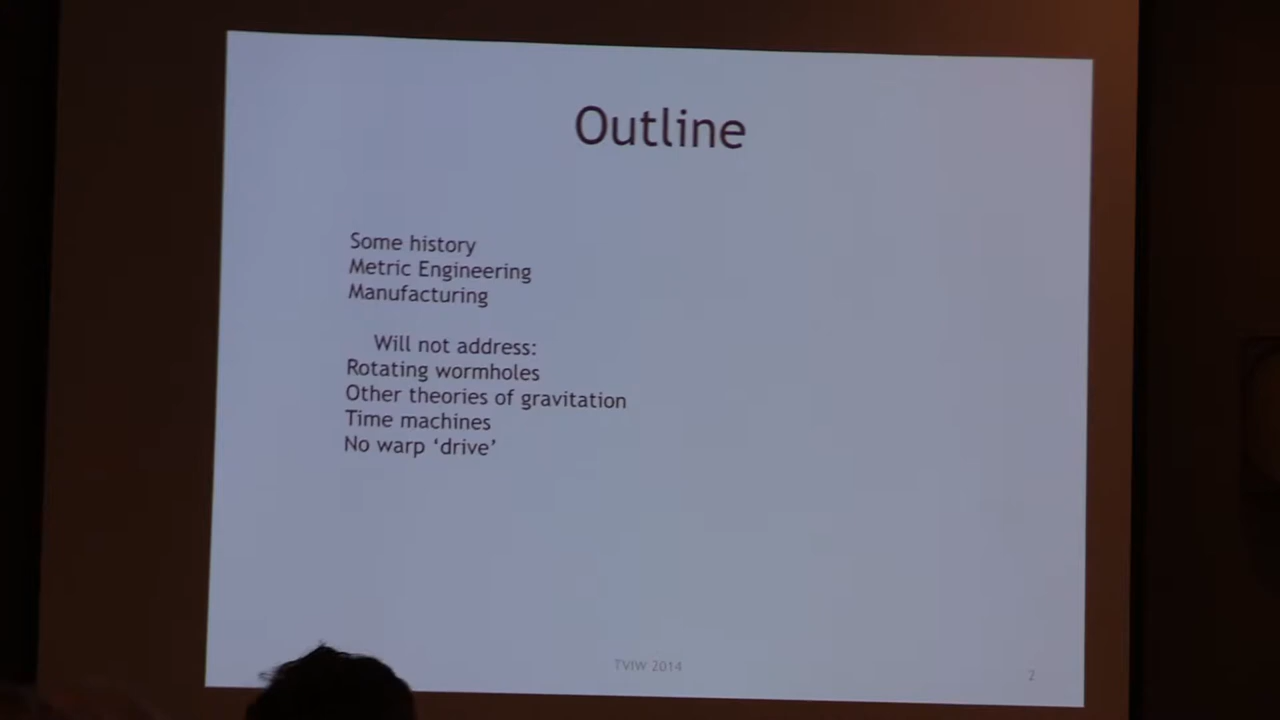 Outline
Some history
Metric Engineering
Manufacturing
Will not address:
Rotating wormholes
Other theories of gravitation
Time machines
No warp ‘drive’
TVIW 2014
2